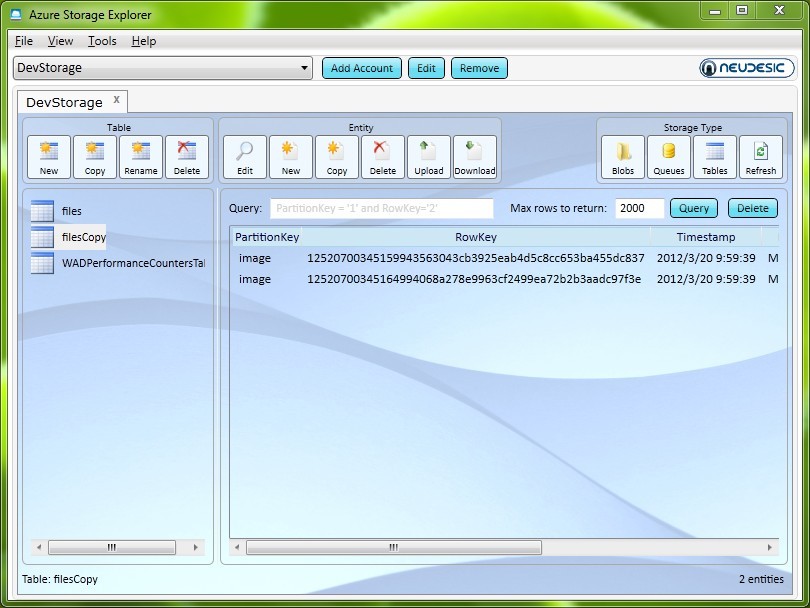 Azure Storage Explorer
File View Tools Help
DevStorage Add Account Edit Remove NEUDESIC
DevStorage X
Table Entity Storage Type
New Copy Rename Delete Edit New Copy Delete Upload Download Blobs Queues Tables Refresh
files
filesCopy
WADPerformanceCountersTa
Query: PartitionKey = '1' and RowKey='2' Max rows to return: 2000 Query Delete
PartitionKey RowKey Timestamp
image 12520700345159943563043cb3925eab4d5c8cc653ba455dc837 2012/3/20 9:59:39 M
image 12520700345164994068a278e9963cf2499ea72b2b3aadc97f3e 2012/3/20 9:59:39 M
Table: filesCopy 2 entities